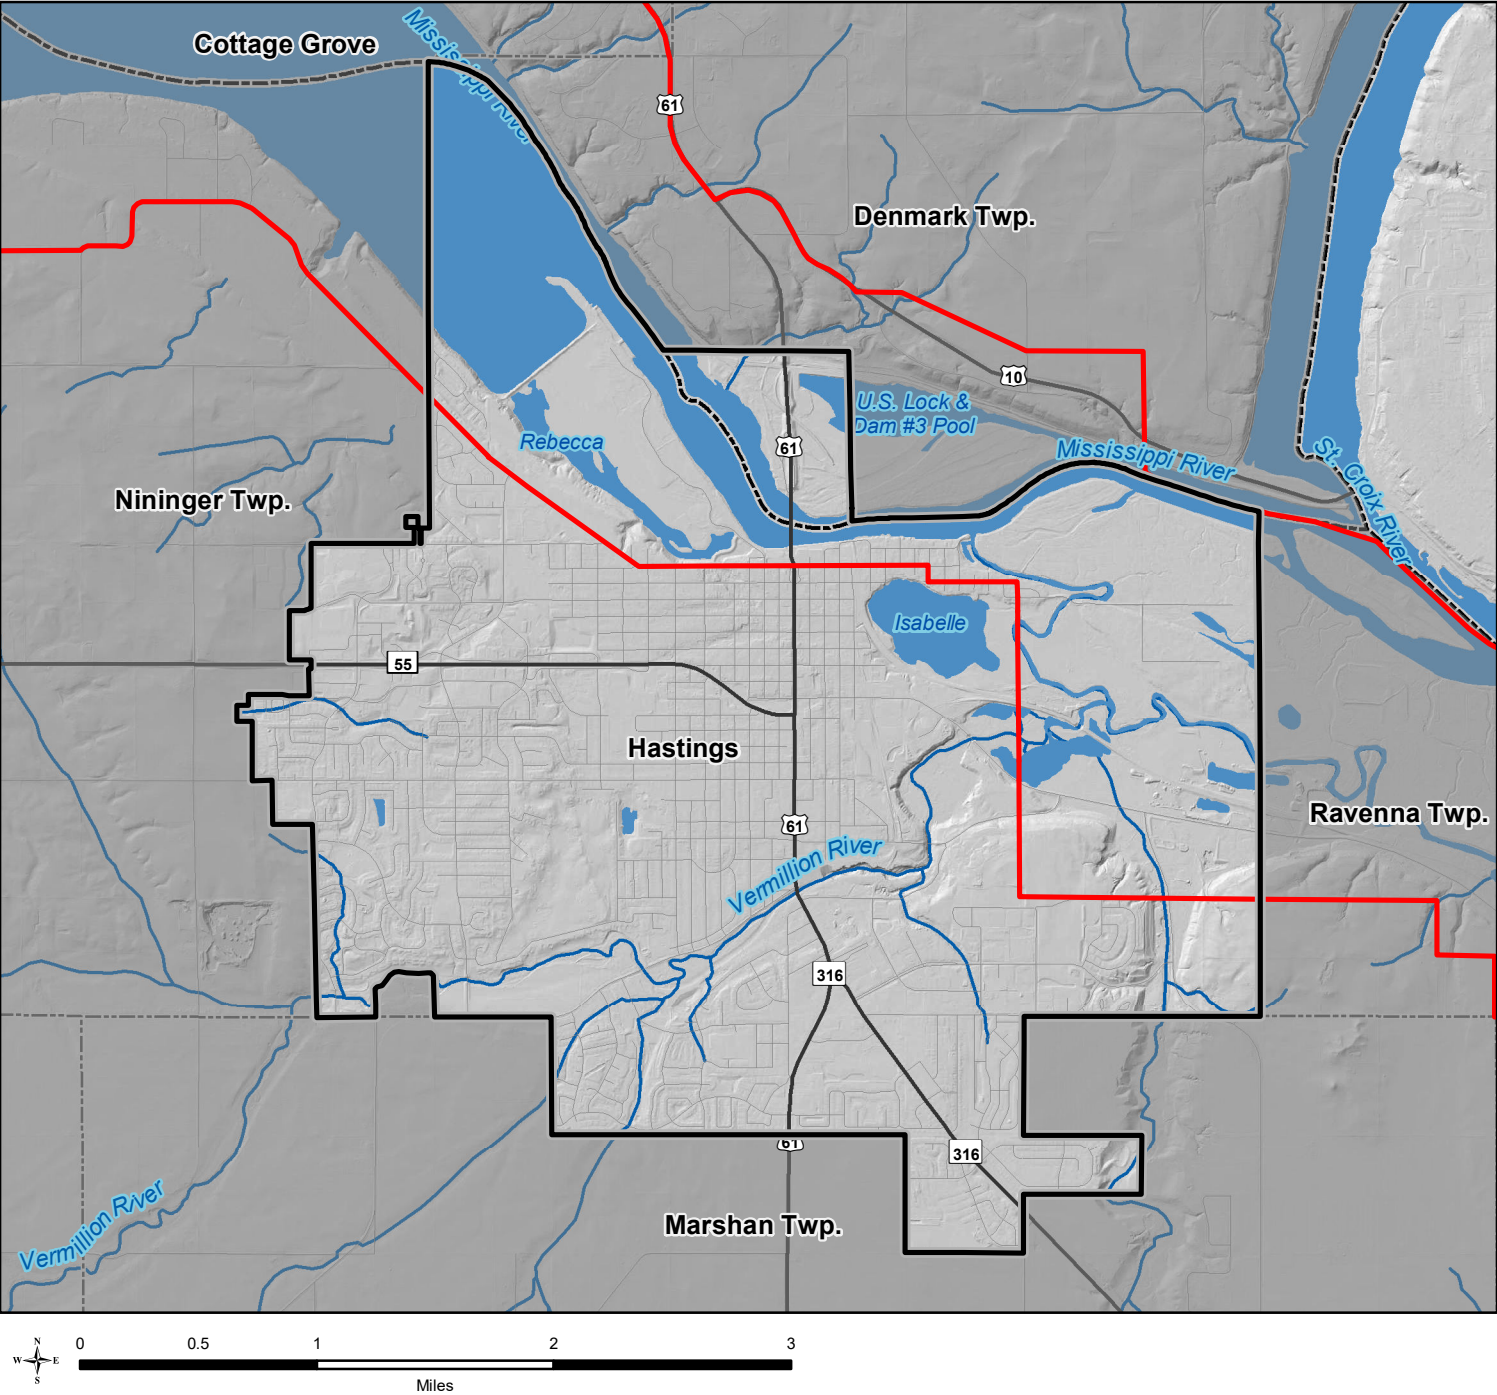 Cottage Grove
Mississippi River
61
Denmark Twp.
10
U.S. Lock &
Dam #3 Pool
Rebecca
61
Mississippi River
St. Croix River
Nininger Twp.
Isabelle
55
Hastings
61
Ravenna Twp.
Vermillion River
316
61
316
Vermillion River
Marshan Twp.
N
W E
S
0 0.5 1 2 3
Miles